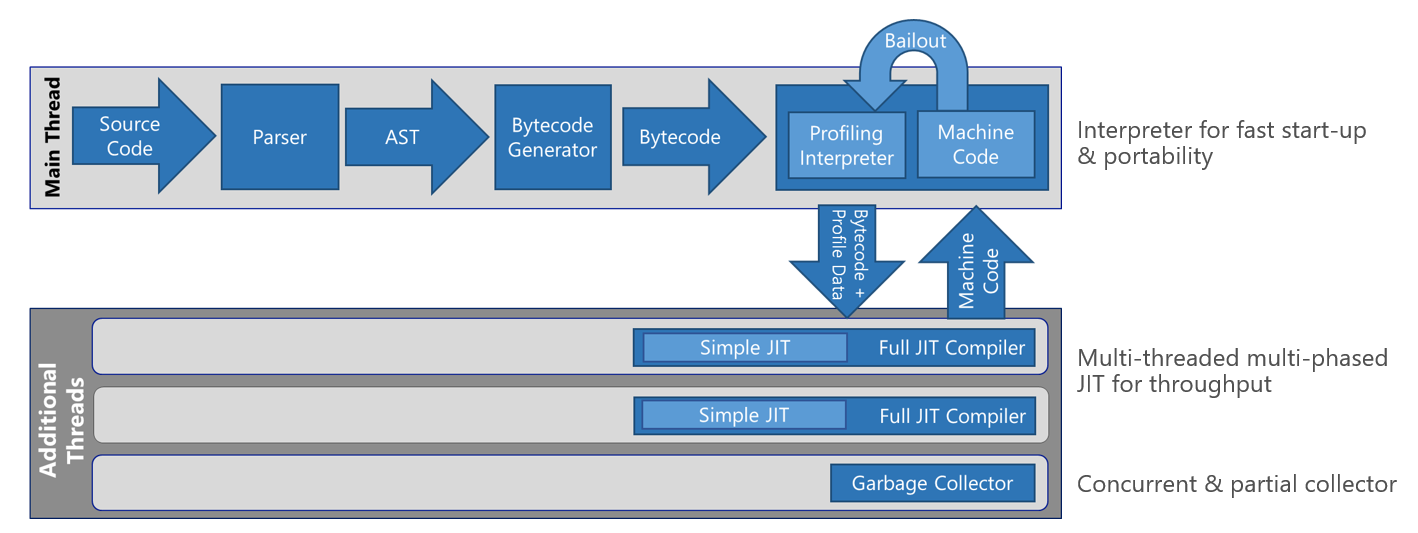 Bailout
Main Thread
Source
Code
Parser
AST
Bytecode
Generator
Bytecode
Profiling
Interpreter
Machine
Code
Interpreter for fast start-up
& portability
Bytecode +
Profile Data
Machine
Code
Additional
Threads
Simple JIT
Full JIT Compiler
Multi-threaded multi-phased
JIT for throughput
Simple JIT
Full JIT Compiler
Garbage Collector
Concurrent & partial collector